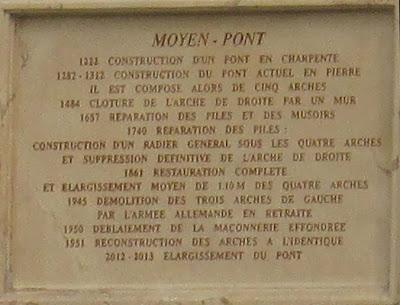 MOYEN - PONT
1222 CONSTRUCTION D'UN PONT EN CHARPENTE
1282 - 1312 CONSTRUCTION DU PONT ACTUEL EN PIERRE
IL EST COMPOSE ALORS DE CINQ ARCHES
1484 CLOTURE DE L'ARCHE DE DROITE PAR UN MUR
1657 REPARATION DES PILES ET DES MUSOIRS
1740 REPARATION DES PILES :
CONSTRUCTION D'UN RADIER GENERAL SOUS LES QUATRE ARCHES
ET SUPPRESSION DEFINITIVE DE L'ARCHE DE DROITE
1861 RESTAURATION COMPLETE
ET ELARGISSEMENT MOYEN DE 1.10 M DES QUATRE ARCHES
1945 DEMOLITION DES TROIS ARCHES DE GAUCHE
PAR L'ARMEE ALLEMANDE EN RETRAITE
1950 DEBLAIEMENT DE LA MAÇONNERIE EFFONDREE
1951 RECONSTRUCTION DES ARCHES A L'IDENTIQUE
2012 - 2013 ELARGISSEMENT DU PONT